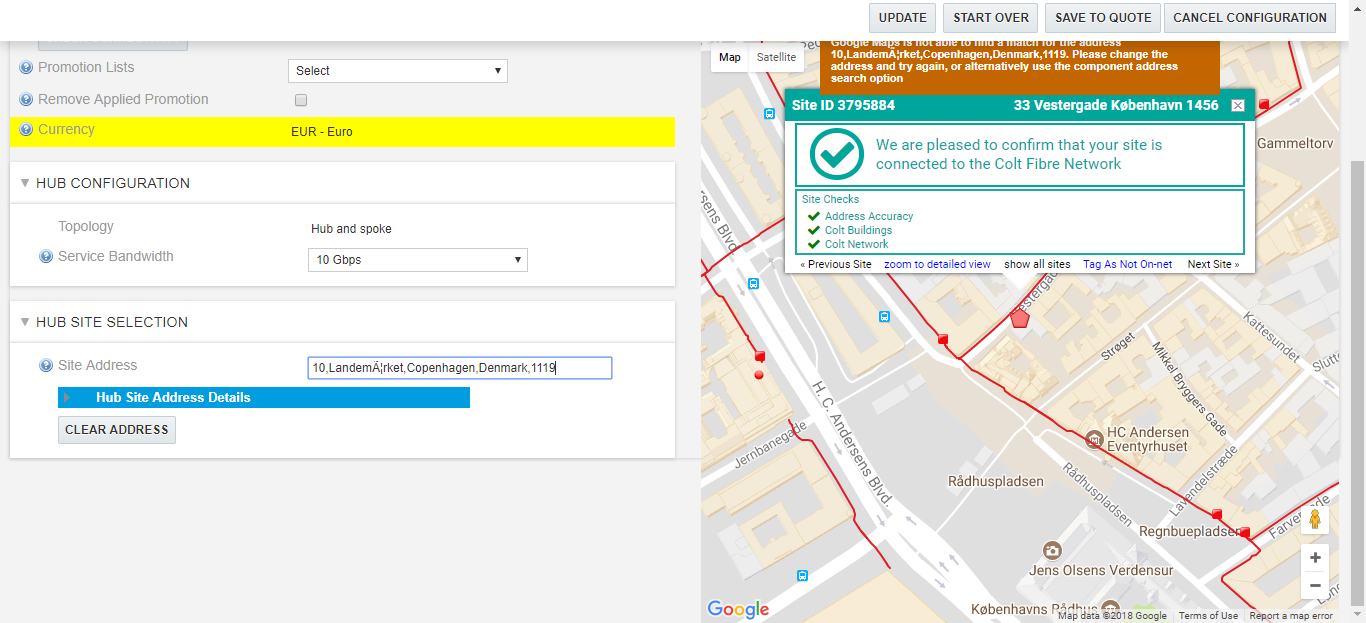 UPDATE
START OVER
SAVE TO QUOTE
CANCEL CONFIGURATION
Promotion Lists
Select
Remove Applied Promotion
Currency
EUR - Euro
HUB CONFIGURATION
Topology
Hub and spoke
Service Bandwidth
10 Gbps
HUB SITE SELECTION
Site Address
10,LandemÃ¦rket,Copenhagen,Denmark,1119
Hub Site Address Details
CLEAR ADDRESS
Map
Satellite
Google Maps is not able to find a match for the address
10,LandemÃ¦rket,Copenhagen,Denmark,1119. Please change the
address and try again, or alternatively use the component address
search option
Site ID 3795884
33 Vestergade København 1456
We are pleased to confirm that your site is
connected to the Colt Fibre Network
Site Checks
Address Accuracy
Colt Buildings
Colt Network
« Previous Site
zoom to detailed view
show all sites
Tag As Not On-net
Next Site »
Gammeltorv
Kattesundet
Strøget
Mikkel Bryggers Gade
H. C. Andersens Blvd.
Jernbanegade
HC Andersen
Eventyrhuset
Rådhuspladsen
Rådhuspladsen
Lavendelstræde
Regnbuepladsen
Jens Olsens Verdensur
Københavns Rådhus
Google
Map data ©2018 Google
Terms of Use
Report a map error